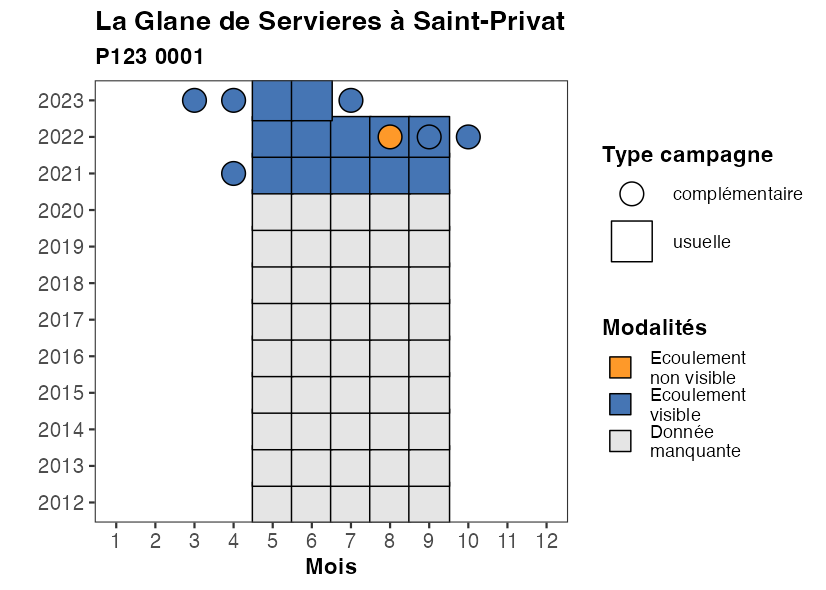 La Glane de Servieres à Saint-Privat
P123 0001
2023
2022
2021
2020
2019
2018
2017
2016
2015
2014
2013
2012
1 2 3 4 5 6 7 8 9 10 11 12
Mois
Type campagne
complémentaire
usuelle
Modalités
Ecoulement
non visible
Ecoulement
visible
Donnée
manquante